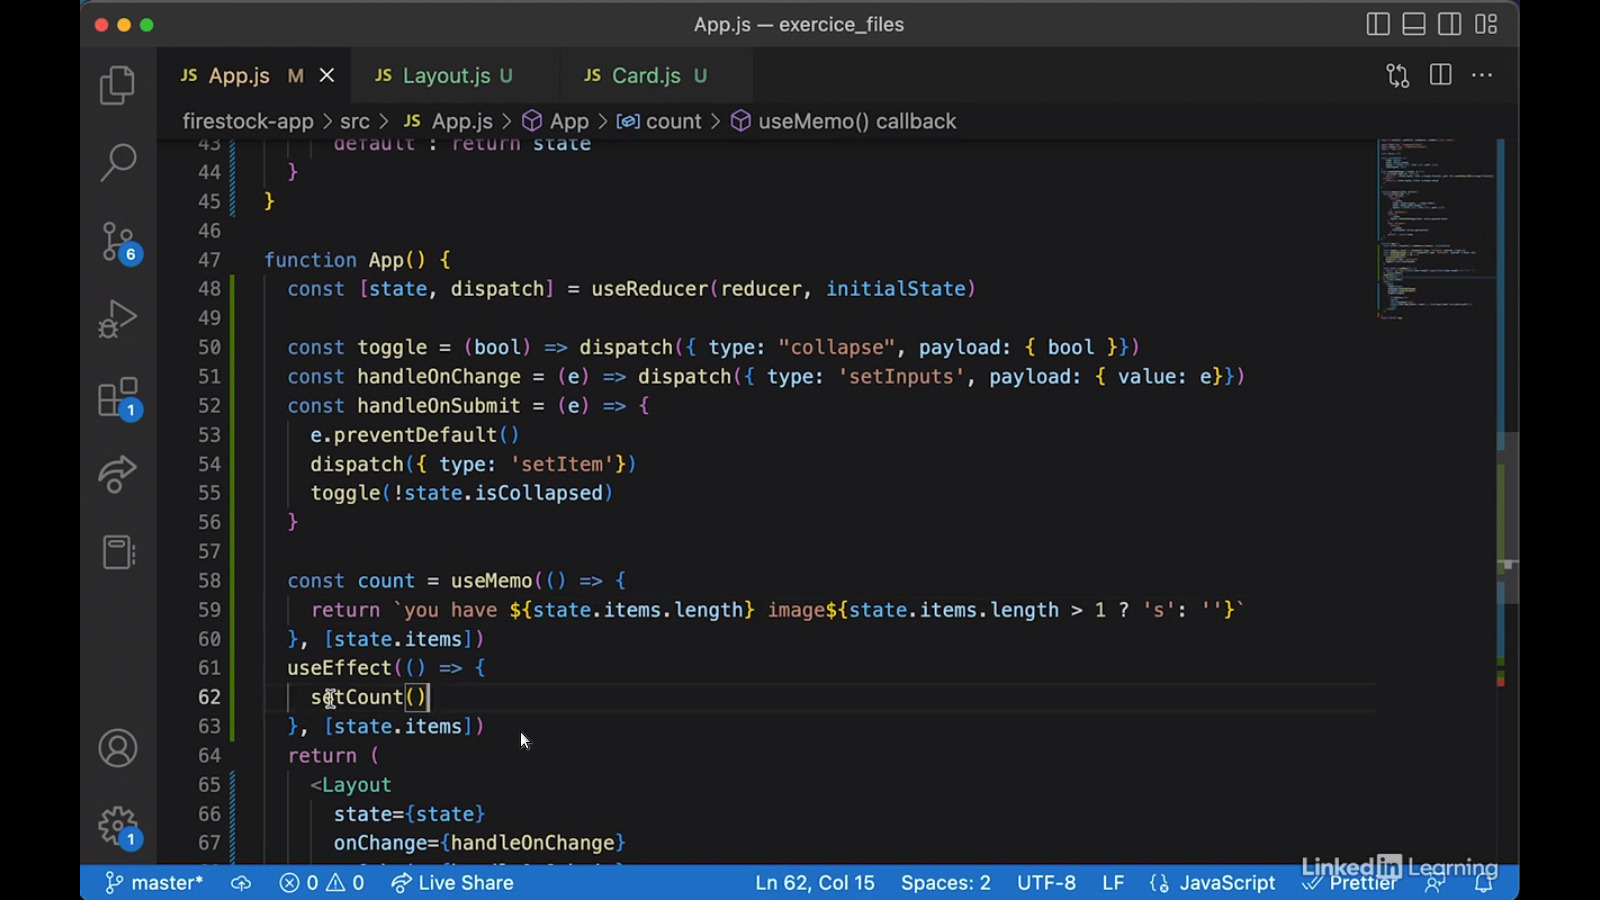 App.js — exercice_files
JS App.js M
JS Layout.js U
JS Card.js U
firestock-app > src > JS App.js > App > count > useMemo() callback
43 default : return state
44 }
45 }
46
47 function App() {
48 const [state, dispatch] = useReducer(reducer, initialState)
49
50 const toggle = (bool) => dispatch({ type: "collapse", payload: { bool }})
51 const handleOnChange = (e) => dispatch({ type: 'setInputs', payload: { value: e}})
52 const handleOnSubmit = (e) => {
53 e.preventDefault()
54 dispatch({ type: 'setItem'})
55 toggle(!state.isCollapsed)
56 }
57
58 const count = useMemo(() => {
59 return `you have ${state.items.length} image${state.items.length > 1 ? 's': ''}`
60 }, [state.items])
61 useEffect(() => {
62 setCount()
63 }, [state.items])
64 return (
65 <Layout
66 state={state}
67 onChange={handleOnChange}
6
1
1
master* 0 0 Live Share Ln 62, Col 15 Spaces: 2 UTF-8 LF {} JavaScript Prettier
LinkedIn Learning